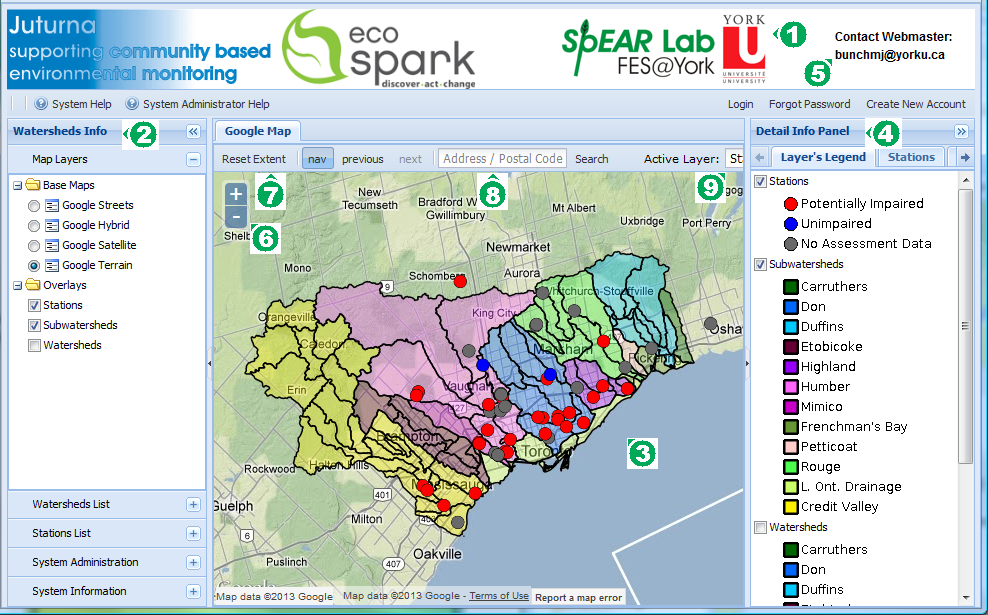 Juturna
supporting community based
environmental monitoring
eco
spark
discover·act·change
SpEAR Lab
FES@York
YORK
U
UNIVERSITÉ
UNIVERSITY
1
Contact Webmaster:
bunchmj@yorku.ca
5
System Help
System Administrator Help
Login
Forgot Password
Create New Account
Watersheds Info
2
Map Layers
Base Maps
Google Streets
Google Hybrid
Google Satellite
Google Terrain
Overlays
Stations
Subwatersheds
Watersheds
Watersheds List
Stations List
System Administration
System Information
Google Map
Reset Extent
nav
previous
next
Address / Postal Code
Search
Active Layer:
St
7
8
9
+
-
6
New
Tecumseth
Bradford W
Gwillimbury
Mt Albert
Uxbridge
Port Perry
Shelb
Newmarket
Mono
Schomberg
Aurora
9
Whitchurch-Stouffville
King City
Orangeville
Caledon
Markham
Oshaw
Pickering
Erin
Vaughan
427
Brampton
Toron
3
Rockwood
Halton Hills
Mississauga
401
Guelph
Milton
6
Oakville
Puslinch
407
Map data ©2013 Google
Map data ©2013 Google - Terms of Use
Report a map error
Detail Info Panel
4
Layer's Legend
Stations
Stations
Potentially Impaired
Unimpaired
No Assessment Data
Subwatersheds
Carruthers
Don
Duffins
Etobicoke
Highland
Humber
Mimico
Frenchman's Bay
Petticoat
Rouge
L. Ont. Drainage
Credit Valley
Watersheds
Carruthers
Don
Duffins